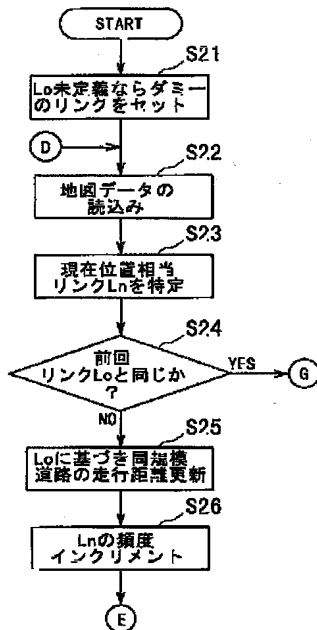 START
S21
Lo未定義ならダミー
のリンクをセット
D
S22
地図データの
読込み
S23
現在位置相当
リンクLnを特定
S24
前回
リンクLoと同じか
?
YES
G
NO
S25
Loに基づき同規模
道路の走行距離更新
S26
Lnの頻度
インクリメント
E